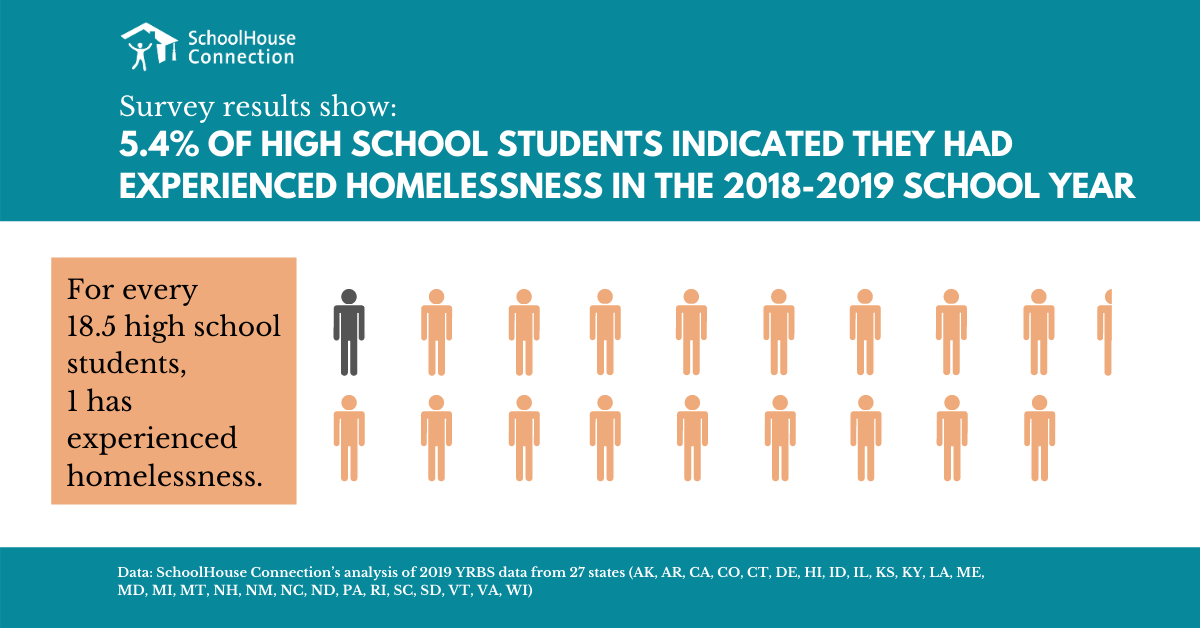 SchoolHouse
Connection
Survey results show:
5.4% OF HIGH SCHOOL STUDENTS INDICATED THEY HAD
EXPERIENCED HOMELESSNESS IN THE 2018-2019 SCHOOL YEAR
For every
18.5 high school
students,
1 has
experienced
homelessness.
Data: SchoolHouse Connection's analysis of 2019 YRBS data from 27 states (AK, AR, CA, CO, CT, DE, HI, ID, IL, KS, KY, LA, ME,
MD, MI, MT, NH, NM, NC, ND, PA, RI, SC, SD, VT, VA, WI)